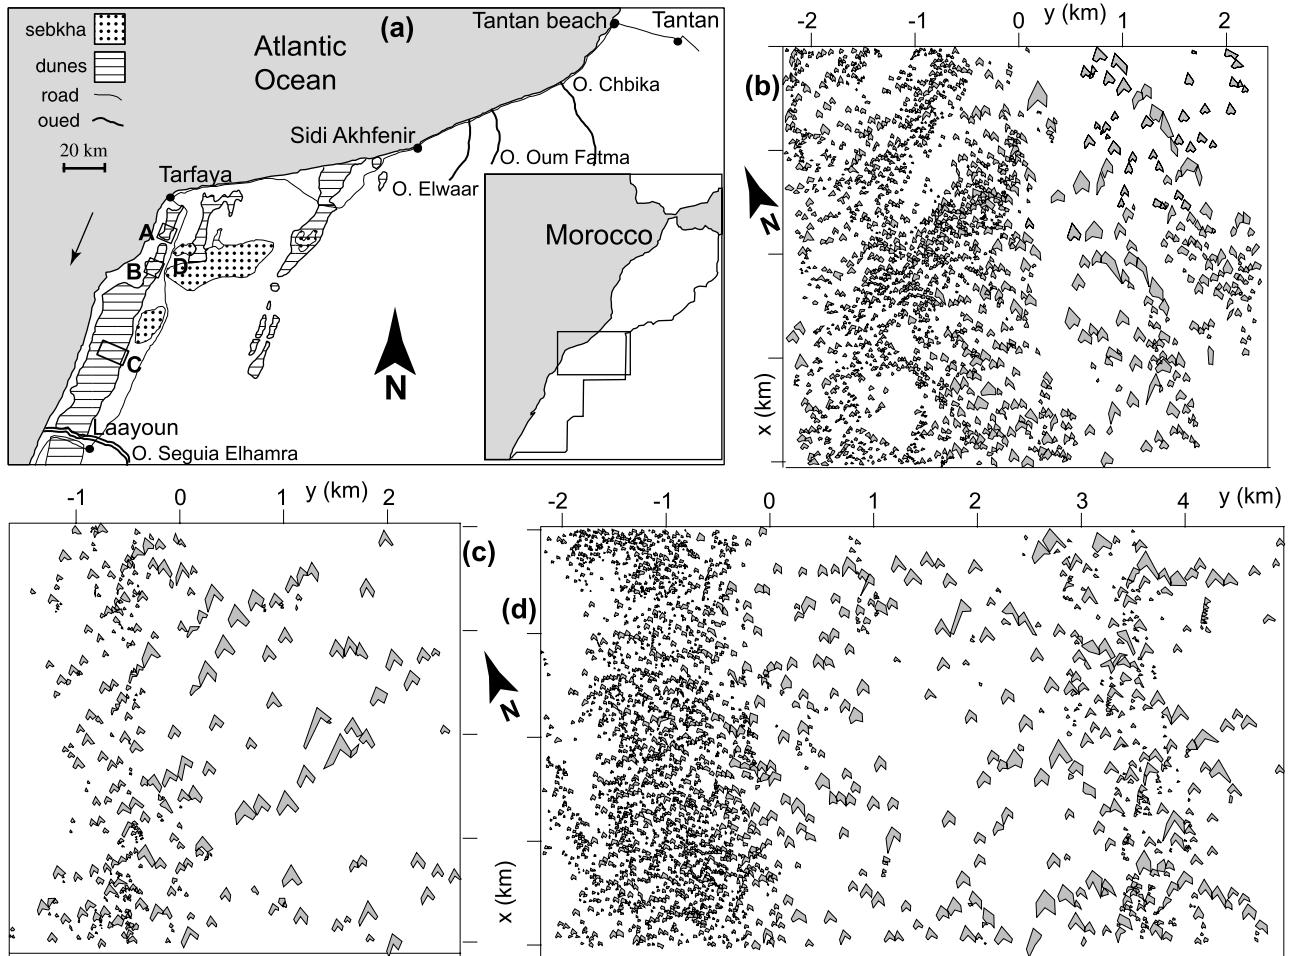 (a)
sebkha
dunes
road
oued
20 km
Atlantic
Ocean
Tantan beach
Tantan
O. Chbika
Sidi Akhfenir
O. Oum Fatma
O. Elwaar
Tarfaya
A
B
D
C
N
Laayoun
O. Seguia Elhamra
Morocco
-2 -1 0 y (km) 1 2
(b)
N
x (km)
-1 0 1 y (km) 2
(c)
-2 -1 0 1 2 3 4 y (km)
(d)
N
x (km)